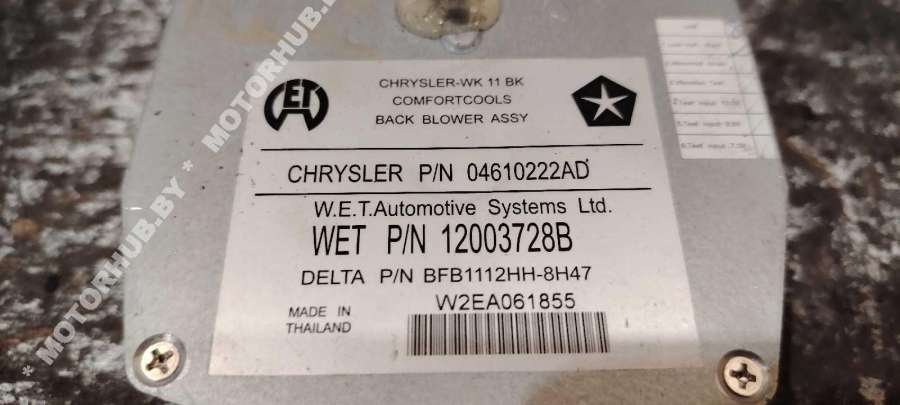 CHRYSLER-WK 11 BK
COMFORTCOOLS
BACK BLOWER ASSY
CHRYSLER P/N 04610222AD
W.E.T.Automotive Systems Ltd.
WET P/N 12003728B
DELTA P/N BFB1112HH-8H47
W2EA061855
MADE IN
THAILAND
ET
* MOTORHUB.BY * MOTORHUB.BY *